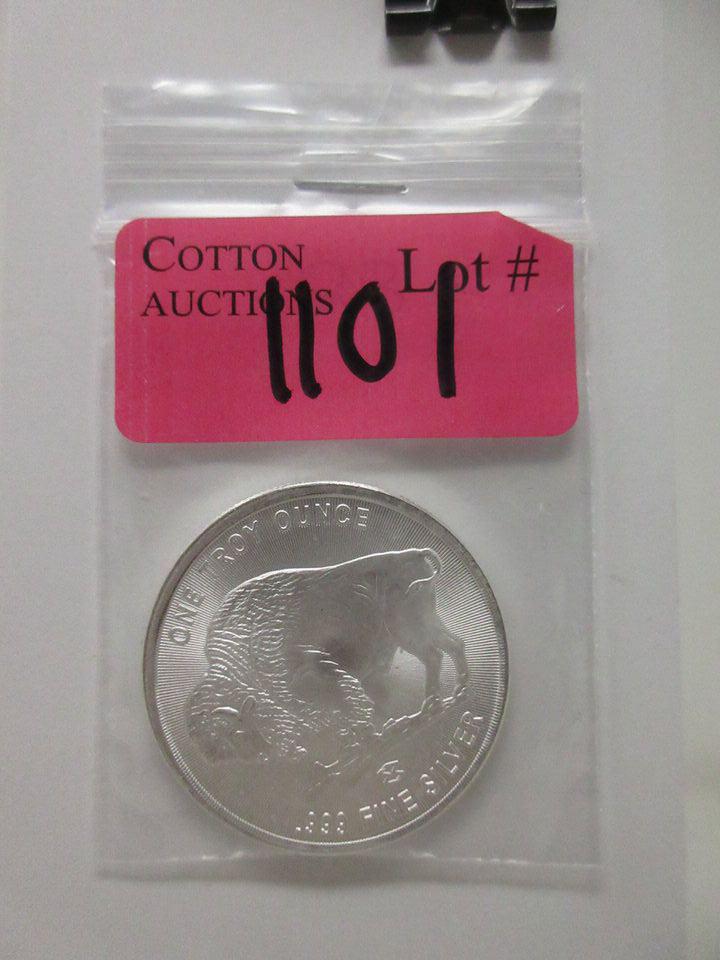 COTTON AUCTIONS
Lot #
1101
ONE TROY OUNCE
.999 FINE SILVER